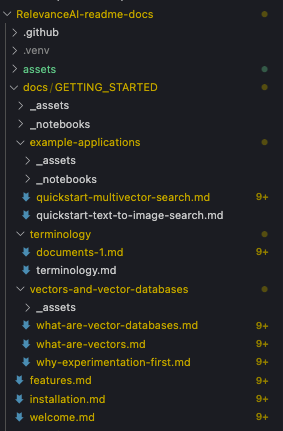 RelevanceAI-readme-docs
.github
.venv
assets
docs / GETTING_STARTED
_assets
_notebooks
example-applications
_assets
_notebooks
quickstart-multivector-search.md 9+
quickstart-text-to-image-search.md
terminology
documents-1.md 9+
terminology.md
vectors-and-vector-databases
_assets
what-are-vector-databases.md 9+
what-are-vectors.md 9+
why-experimentation-first.md 9+
features.md 9+
installation.md 9+
welcome.md 9+